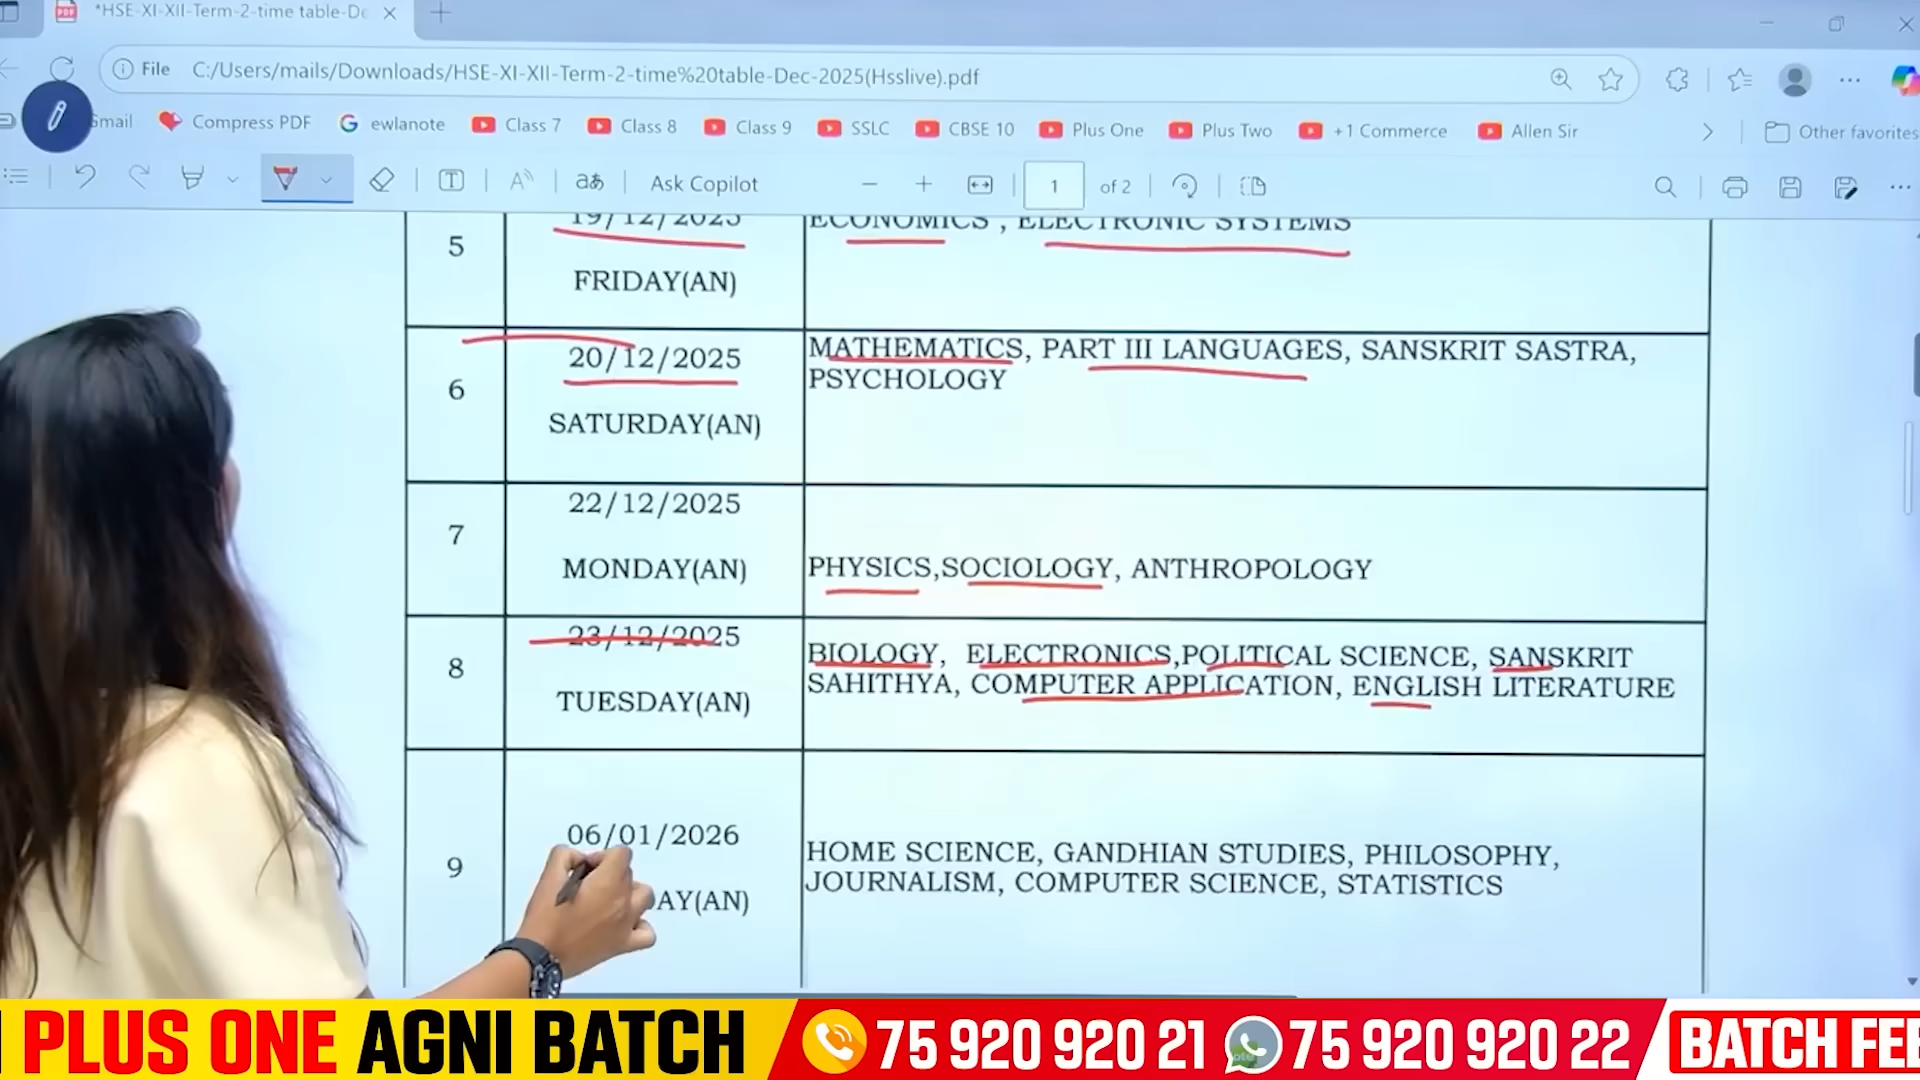 *HSE-XI-XII-Term-2-time table-De
File C:/Users/mails/Downloads/HSE-XI-XII-Term-2-time%20table-Dec-2025(Hsslive).pdf
Compress PDF ewlanote Class 7 Class 8 Class 9 SSLC CBSE 10 Plus One Plus Two +1 Commerce Allen Sir Other favorites
Ask Copilot 1 of 2
5 19/12/2025 ECONOMICS , ELECTRONIC SYSTEMS
FRIDAY(AN)
6 20/12/2025 MATHEMATICS, PART III LANGUAGES, SANSKRIT SASTRA,
PSYCHOLOGY
SATURDAY(AN)
7 22/12/2025
MONDAY(AN) PHYSICS,SOCIOLOGY, ANTHROPOLOGY
8 23/12/2025 BIOLOGY, ELECTRONICS,POLITICAL SCIENCE, SANSKRIT
SAHITHYA, COMPUTER APPLICATION, ENGLISH LITERATURE
TUESDAY(AN)
9 06/01/2026 HOME SCIENCE, GANDHIAN STUDIES, PHILOSOPHY,
JOURNALISM, COMPUTER SCIENCE, STATISTICS
AY(AN)
PLUS ONE AGNI BATCH 75 920 920 21 75 920 920 22 BATCH FEE